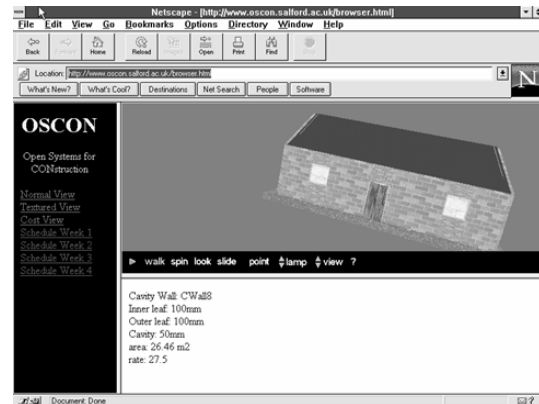 Netscape - [http://www.oscon.salford.ac.uk/browser.html]
File Edit View Go Bookmarks Options Directory Window Help
Back Forward Home Reload Images Open Print Find Stop
Location: http://www.oscon.salford.ac.uk/browser.html
What's New? What's Cool? Destinations Net Search People Software
N
OSCON
Open Systems for
CONstruction
Normal View
Textured View
Cost View
Schedule Week 1
Schedule Week 2
Schedule Week 3
Schedule Week 4
walk spin look slide point lamp view ?
Cavity Wall: CWall8
Inner leaf: 100mm
Outer leaf: 100mm
Cavity: 50mm
area: 26.46 m2
rate: 27.5
Document: Done
?